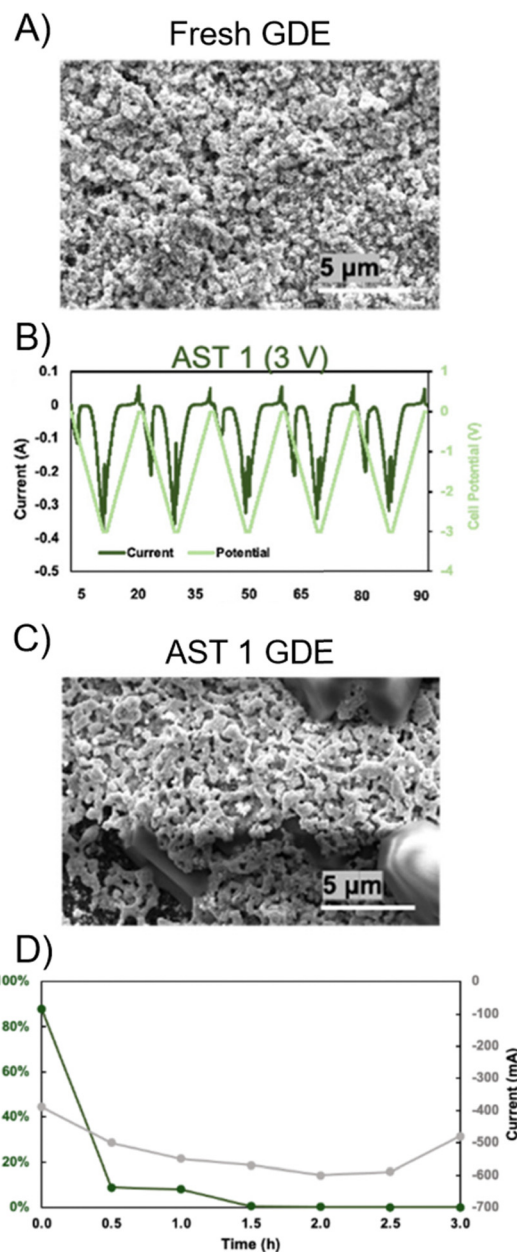 A)
Fresh GDE
5 µm
B)
AST 1 (3 V)
0.1
0
-0.1
-0.2
-0.3
-0.4
-0.5
Current (A)
1
0
-1
-2
-3
-4
Cell Potential (V)
Current
Potential
5 20 35 50 65 80 90
C)
AST 1 GDE
5 µm
D)
100%
80%
60%
40%
20%
0%
0
-100
-200
-300
-400
-500
-600
-700
Current (mA)
0.0 0.5 1.0 1.5 2.0 2.5 3.0
Time (h)